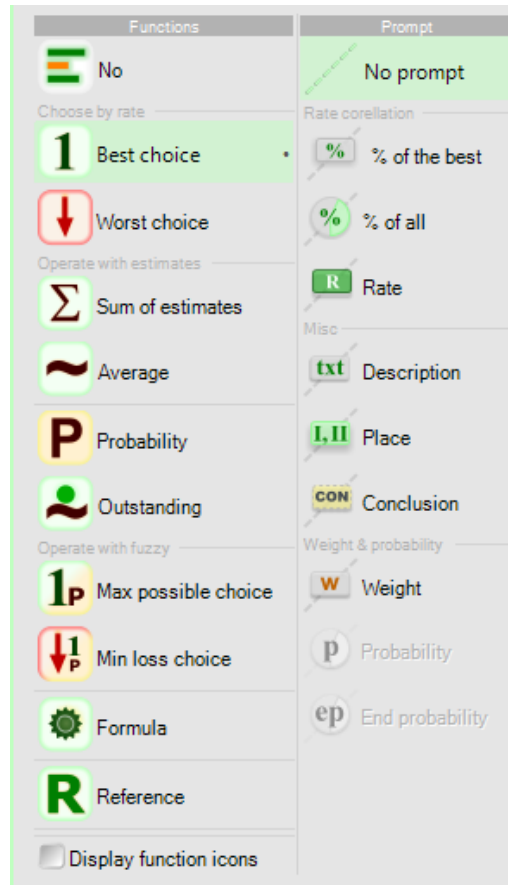 Functions
No
Choose by rate
1 Best choice
Worst choice
Operate with estimates
Σ Sum of estimates
Average
P Probability
Outstanding
Operate with fuzzy
1P Max possible choice
1 P Min loss choice
Formula
R Reference
Display function icons
Prompt
No prompt
Rate corellation
% % of the best
% % of all
R Rate
Misc
txt Description
I, II Place
CON Conclusion
Weight & probability
W Weight
p Probability
ep End probability